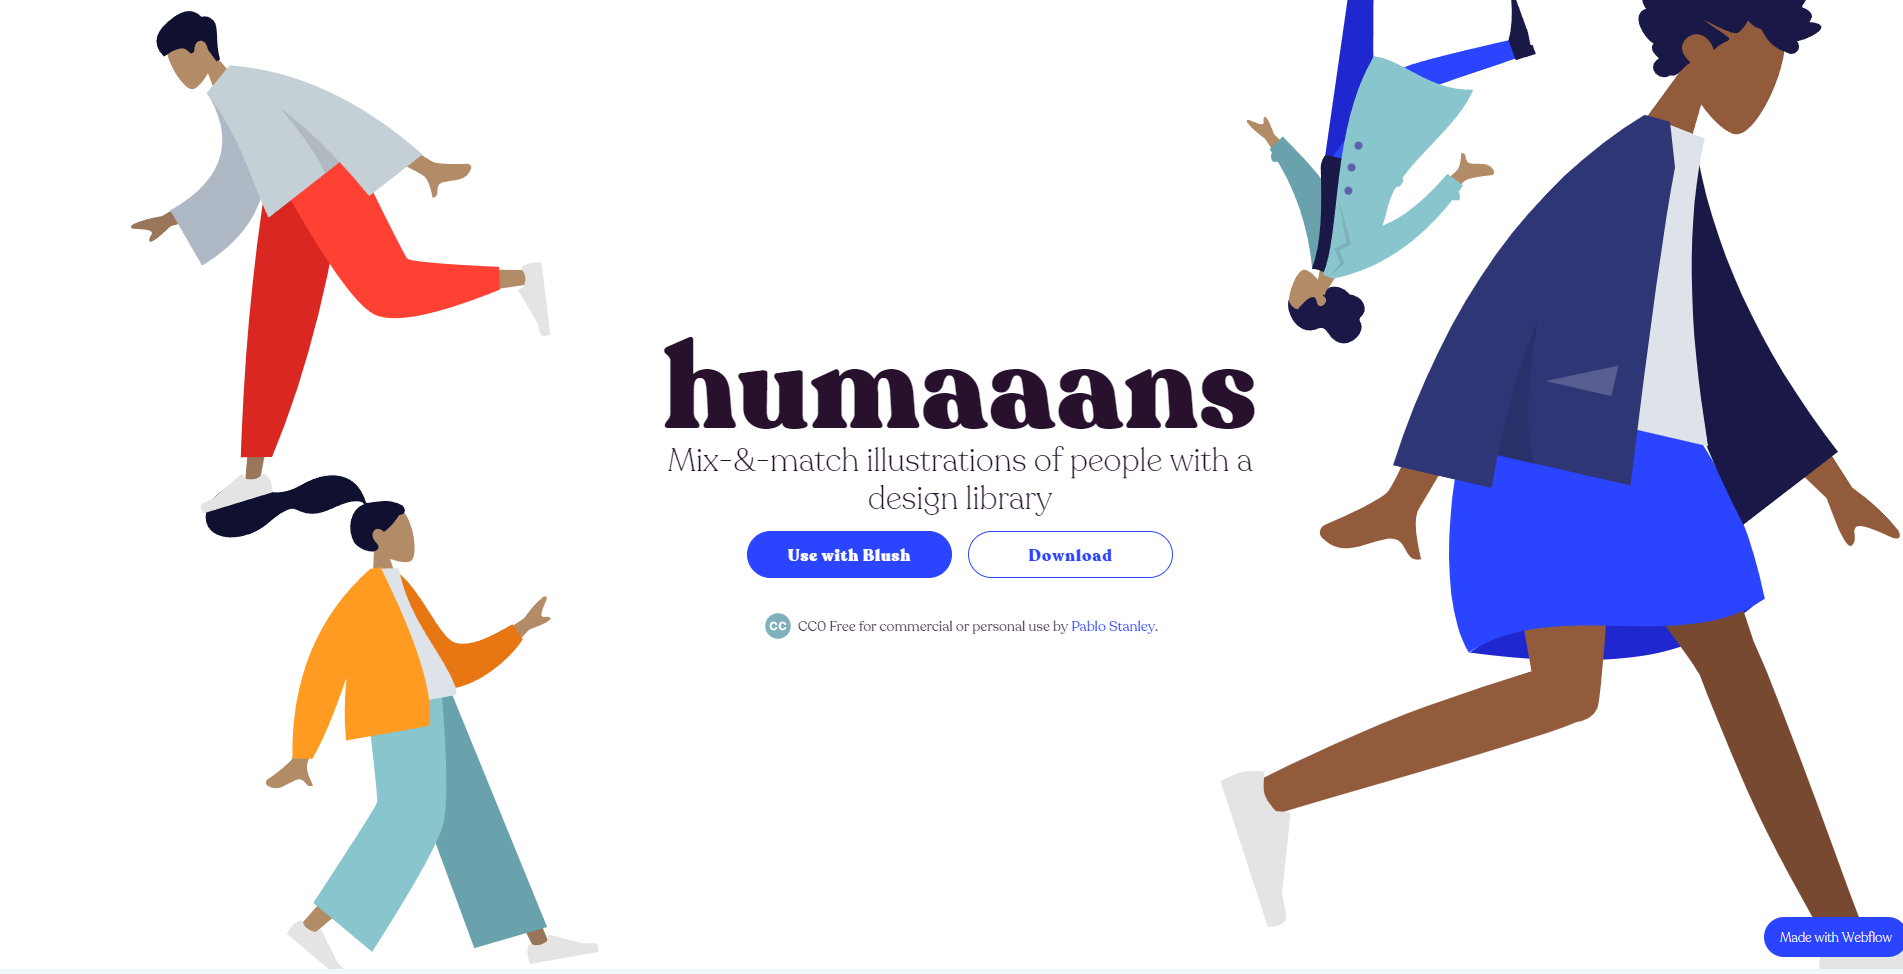 humaaans
Mix-&-match illustrations of people with a
design library
Use with Blush
Download
CC CC0 Free for commercial or personal use by Pablo Stanley.
Made with Webflow